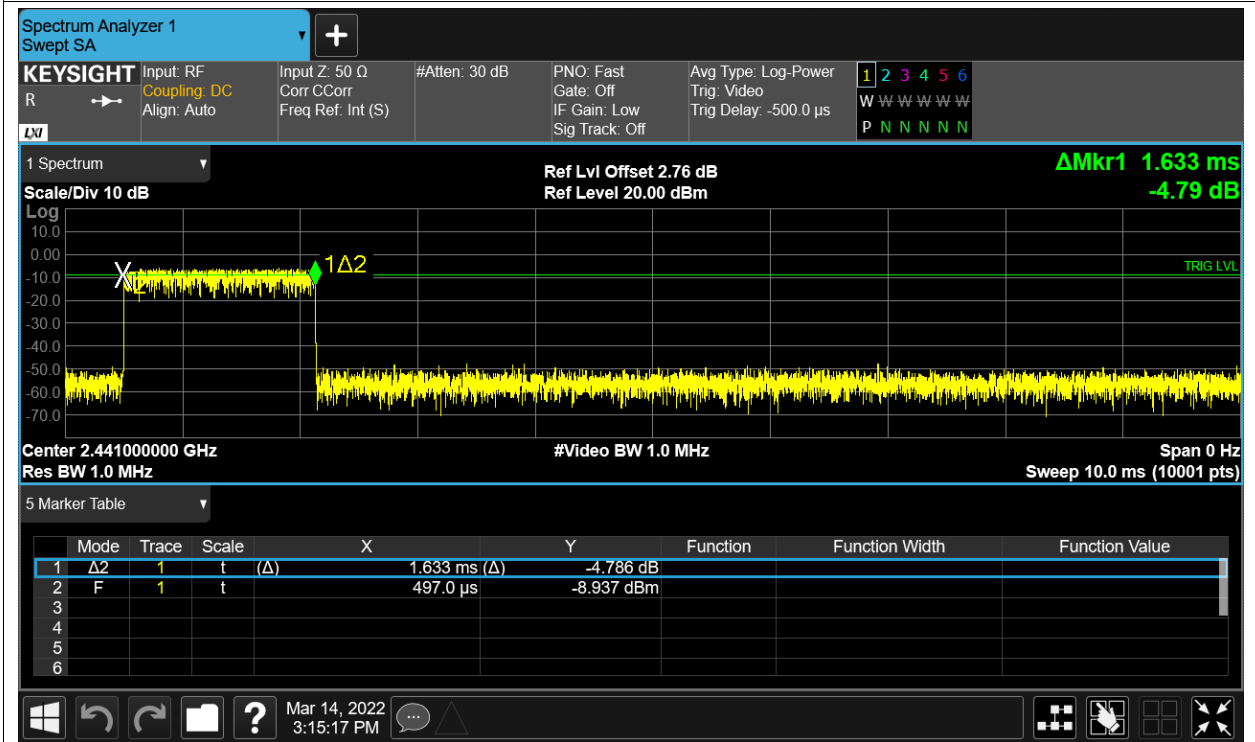 Spectrum Analyzer 1
Swept SA
KEYSIGHT
R
LXI
Input: RF
Coupling: DC
Align: Auto
Input Z: 50 Ω
Corr CCorr
Freq Ref: Int (S)
#Atten: 30 dB
PNO: Fast
Gate: Off
IF Gain: Low
Sig Track: Off
Avg Type: Log-Power
Trig: Video
Trig Delay: -500.0 µs
1 2 3 4 5 6
W W W W W W
P N N N N N
1 Spectrum
Scale/Div 10 dB
Ref Lvl Offset 2.76 dB
Ref Level 20.00 dBm
ΔMkr1 1.633 ms
-4.79 dB
Log
10.0
0.00
-10.0
-20.0
-30.0
-40.0
-50.0
-60.0
-70.0
1Δ2
TRIG LVL
Center 2.441000000 GHz
#Video BW 1.0 MHz
Span 0 Hz
Res BW 1.0 MHz
Sweep 10.0 ms (10001 pts)
5 Marker Table
Mode Trace Scale X Y Function Function Width Function Value
1 Δ2 1 t (Δ) 1.633 ms (Δ) -4.786 dB
2 F 1 t 497.0 µs -8.937 dBm
3
4
5
6
?
Mar 14, 2022
3:15:17 PM